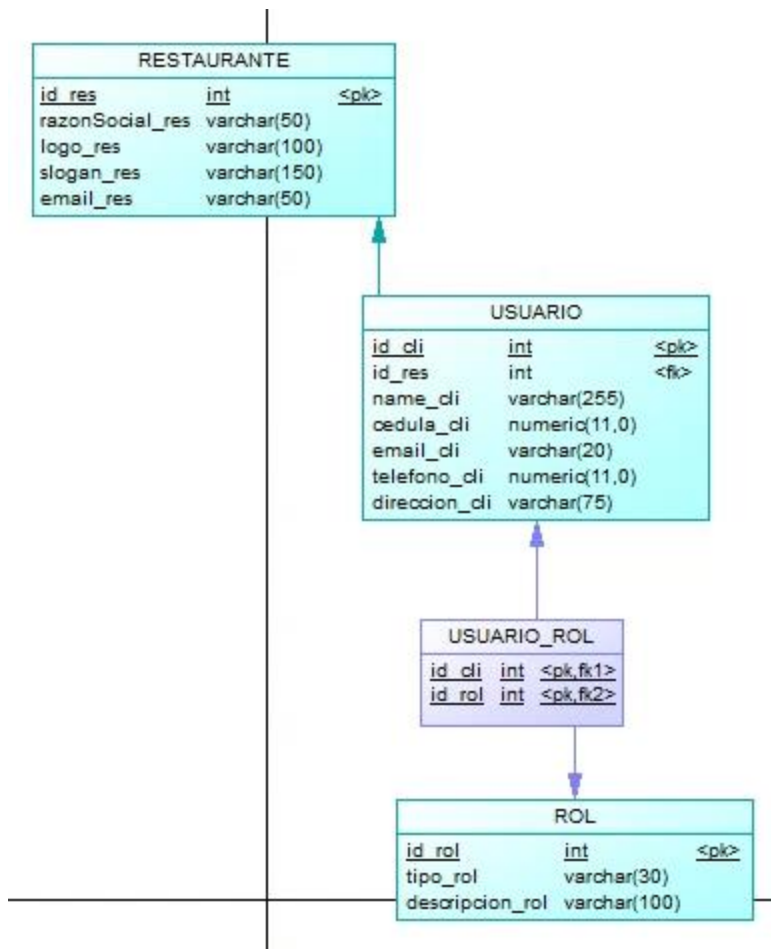 RESTAURANTE
id_res int <pk>
razonSocial_res varchar(50)
logo_res varchar(100)
slogan_res varchar(150)
email_res varchar(50)
USUARIO
id_cli int <pk>
id_res int <fk>
name_cli varchar(255)
cedula_cli numeric(11,0)
email_cli varchar(20)
telefono_cli numeric(11,0)
direccion_cli varchar(75)
USUARIO_ROL
id_cli int <pk,fk1>
id_rol int <pk,fk2>
ROL
id_rol int <pk>
tipo_rol varchar(30)
descripcion_rol varchar(100)